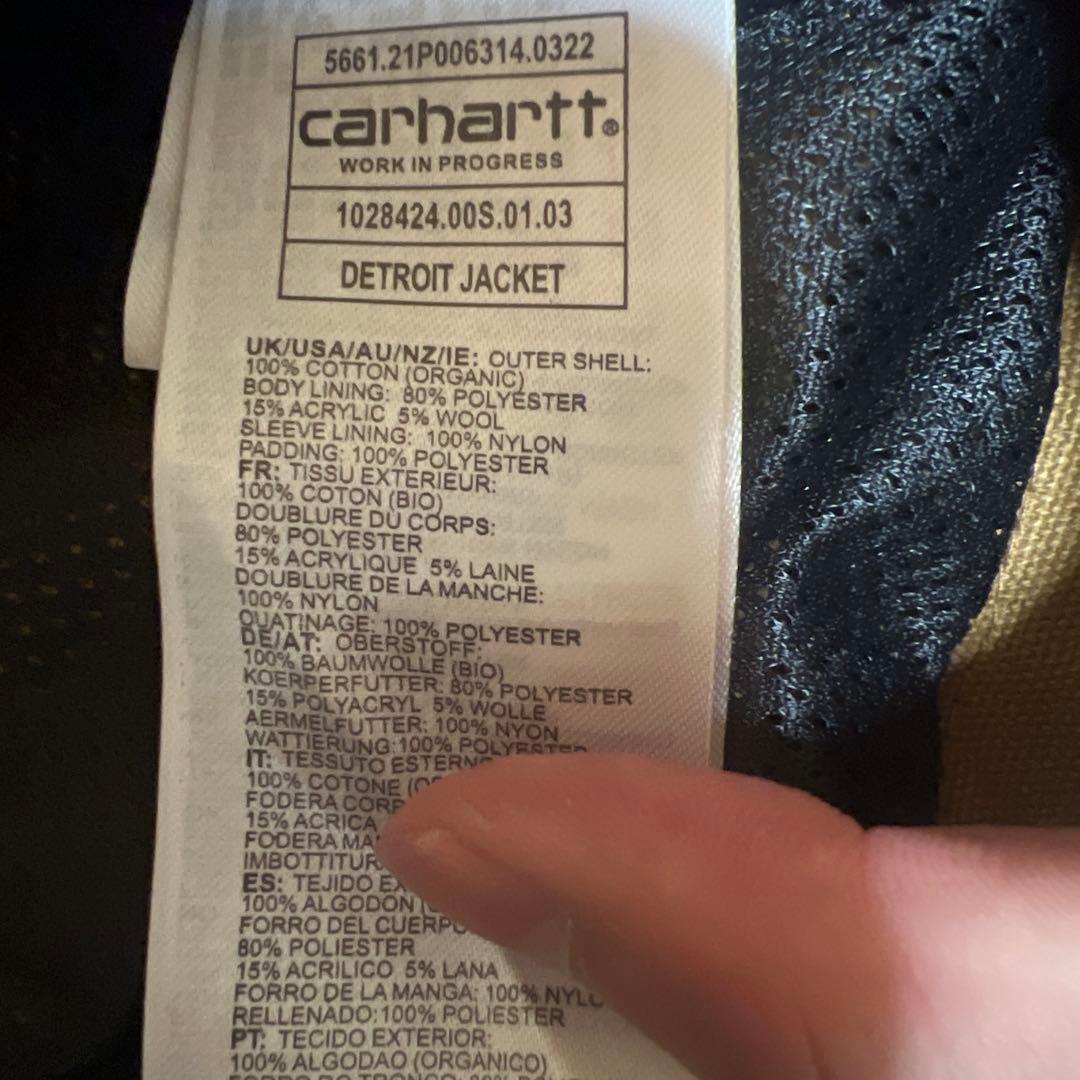 5661.21P006314.0322
carhartt®
WORK IN PROGRESS
1028424.00S.01.03
DETROIT JACKET
UK/USA/AU/NZ/IE: OUTER SHELL:
100% COTTON (ORGANIC)
BODY LINING: 80% POLYESTER
15% ACRYLIC 5% WOOL
SLEEVE LINING: 100% NYLON
PADDING: 100% POLYESTER
FR: TISSU EXTERIEUR:
100% COTON (BIO)
DOUBLURE DU CORPS:
80% POLYESTER
15% ACRYLIQUE 5% LAINE
DOUBLURE DE LA MANCHE:
100% NYLON
OUATINAGE: 100% POLYESTER
DE/AT: OBERSTOFF:
100% BAUMWOLLE (BIO)
KOERPERFUTTER: 80% POLYESTER
15% POLYACRYL 5% WOLLE
AERMELFUTTER: 100% NYON
WATTIERUNG:100% POLYESTER
IT: TESSUTO ESTERNO
100% COTONE
FODERA CORP
15% ACRICA
FODERA MA
IMBOTTITUR
ES: TEJIDO EX
100% ALGODON
FORRO DEL CUERPO
80% POLIESTER
15% ACRILICO 5% LANA
FORRO DE LA MANGA: 100% NYLO
RELLENADO:100% POLIESTER
PT: TECIDO EXTERIOR:
100% ALGODAO (ORGANICO)